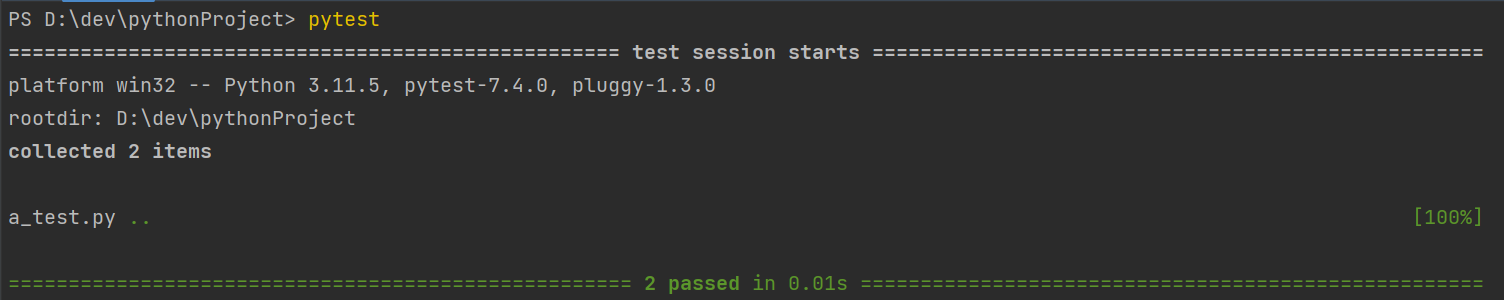 PS D:\dev\pythonProject> pytest
===================================================== test session starts ===================================================
platform win32 -- Python 3.11.5, pytest-7.4.0, pluggy-1.3.0
rootdir: D:\dev\pythonProject
collected 2 items
a_test.py .. [100%]
==================================================== 2 passed in 0.01s ====================================================